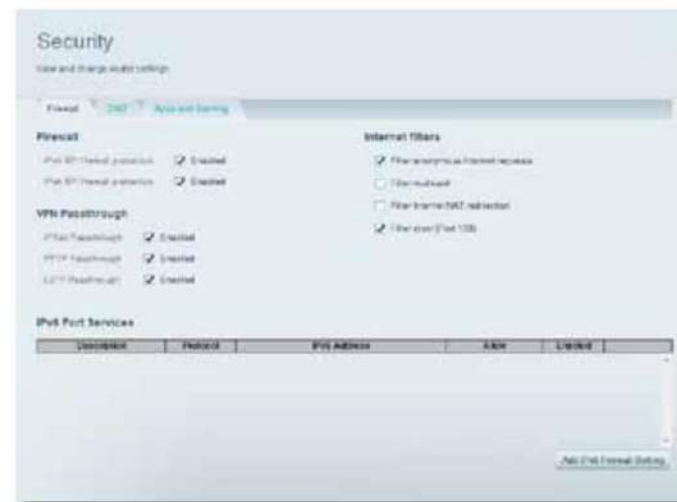 Security
View and change router settings
Firewall DMZ Apps and Gaming
Firewall
IPv6 SPI firewall protection Enabled
IPv4 SPI firewall protection Enabled
VPN Passthrough
IPSec Passthrough Enabled
PPTP Passthrough Enabled
L2TP Passthrough Enabled
Internet filters
Filter anonymous Internet requests
Filter multicast
Filter Internet NAT redirection
Filter ident (Port 113)
IPv6 Port Services
Description Protocol IPv6 Address Allow Enabled
Add IPv6 Firewall Setting